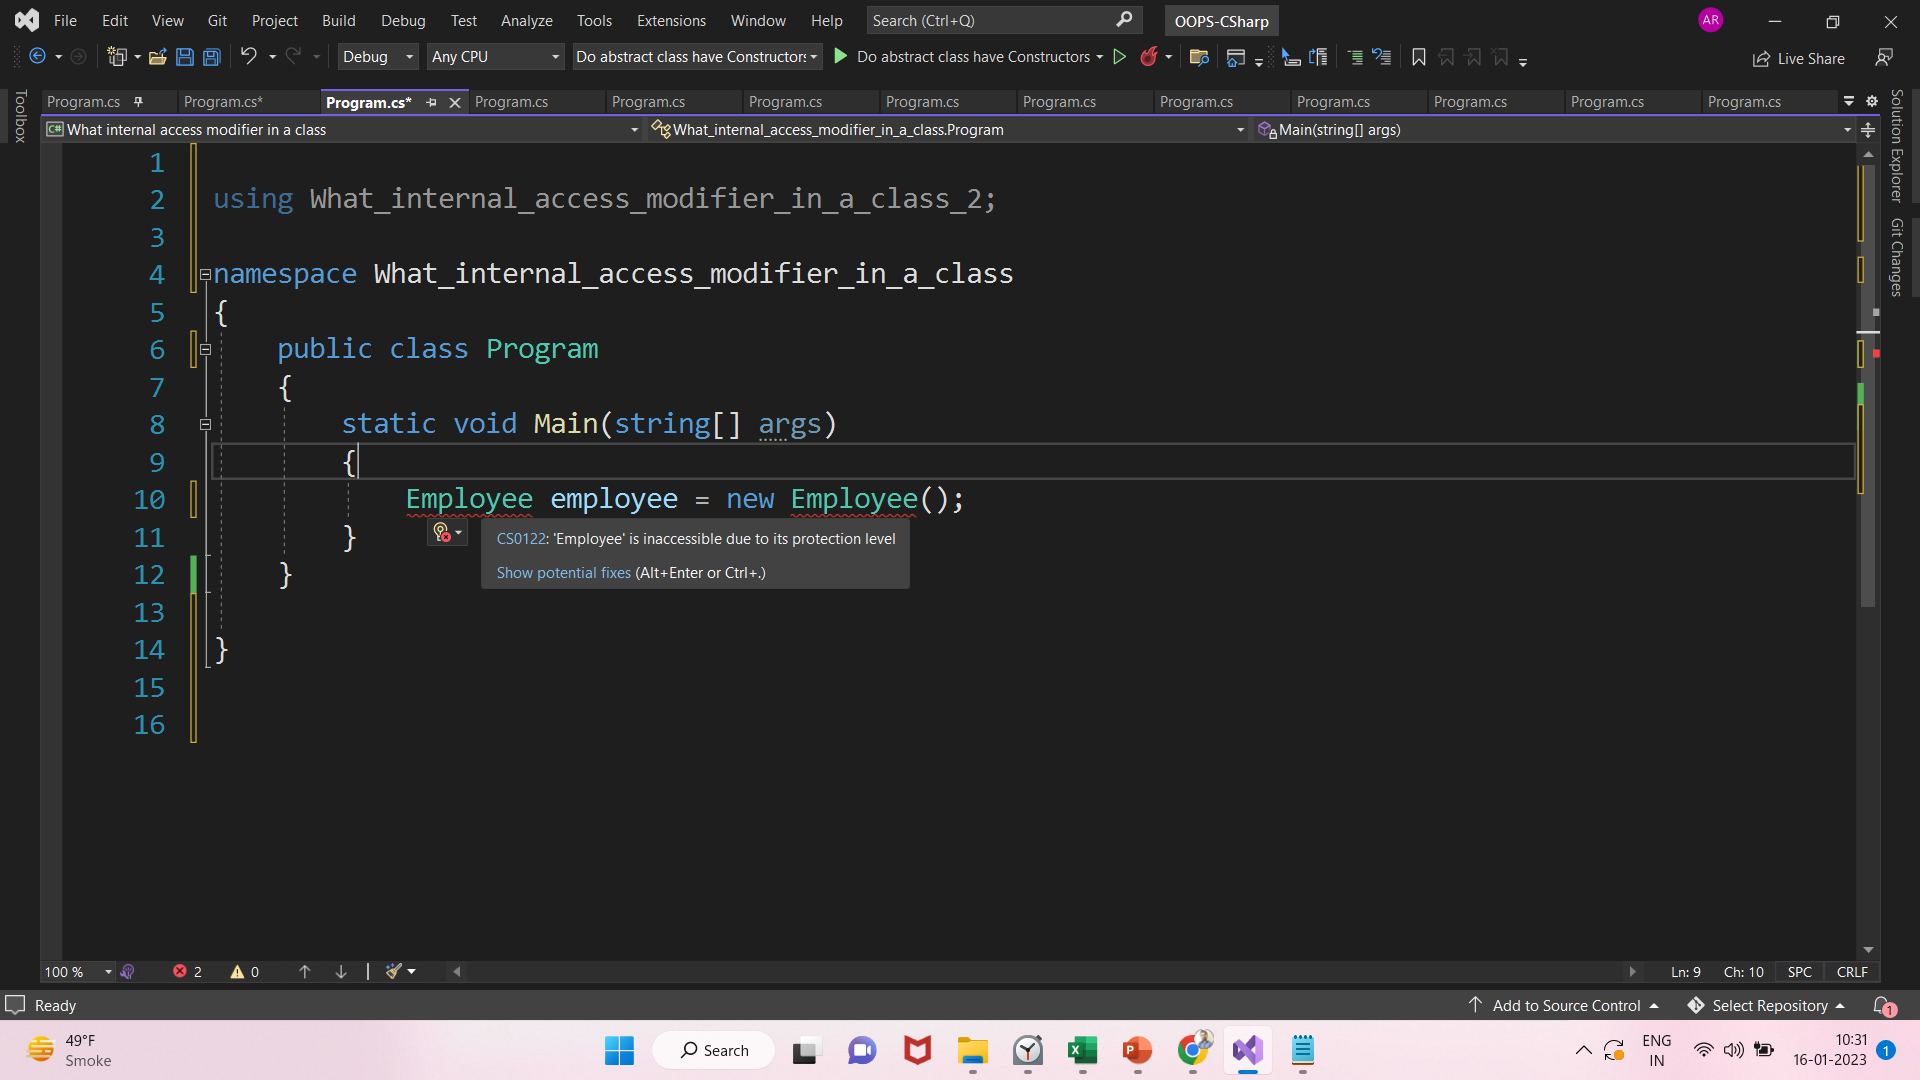 File Edit View Git Project Build Debug Test Analyze Tools Extensions Window Help Search (Ctrl+Q) OOPS-CSharp AR
Debug Any CPU Do abstract class have Constructors Do abstract class have Constructors Live Share
Program.cs Program.cs* Program.cs* Program.cs Program.cs Program.cs Program.cs Program.cs Program.cs Program.cs Program.cs Program.cs Program.cs
C# What internal access modifier in a class What_internal_access_modifier_in_a_class.Program Main(string[] args)
Toolbox
Solution Explorer
Git Changes
1
2 using What_internal_access_modifier_in_a_class_2;
3
4 namespace What_internal_access_modifier_in_a_class
5 {
6 public class Program
7 {
8 static void Main(string[] args)
9 {
10 Employee employee = new Employee();
CS0122: 'Employee' is inaccessible due to its protection level
Show potential fixes (Alt+Enter or Ctrl+.)
11 }
12 }
13
14 }
15
16
100 % 2 0 Ln: 9 Ch: 10 SPC CRLF
Ready Add to Source Control Select Repository 1
49°F
Smoke
Search
ENG
IN
10:31
16-01-2023
1